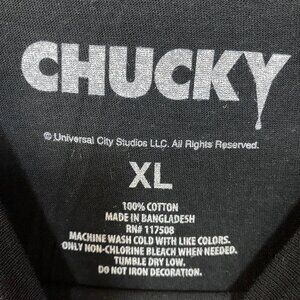 CHUCKY
© Universal City Studios LLC. All Rights Reserved.
XL
100% COTTON
MADE IN BANGLADESH
RN# 117508
MACHINE WASH COLD WITH LIKE COLORS.
ONLY NON-CHLORINE BLEACH WHEN NEEDED.
TUMBLE DRY LOW.
DO NOT IRON DECORATION.